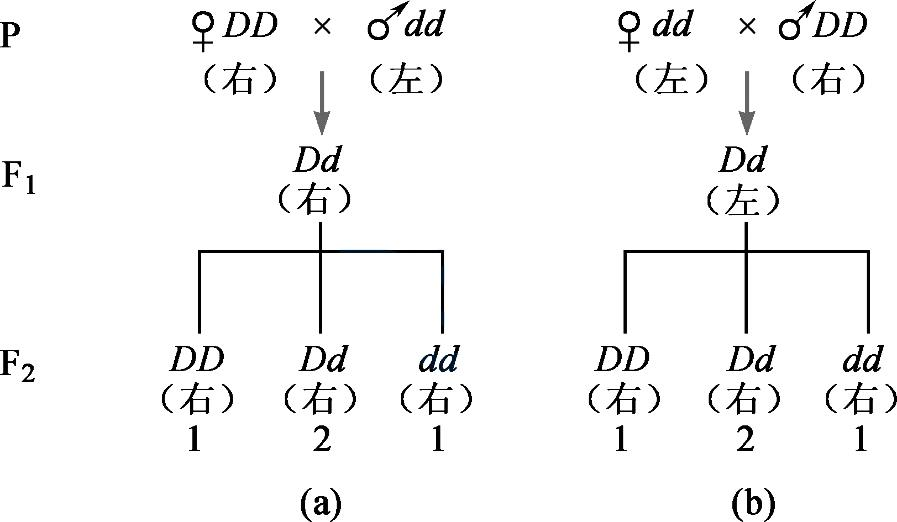 P ♀DD × ♂dd ♀dd × ♂DD
（右） （左） （左） （右）
F₁ Dd Dd
（右） （左）
F₂ DD Dd dd DD Dd dd
（右） （右） （右） （右） （右） （右）
1 2 1 1 2 1
(a) (b)